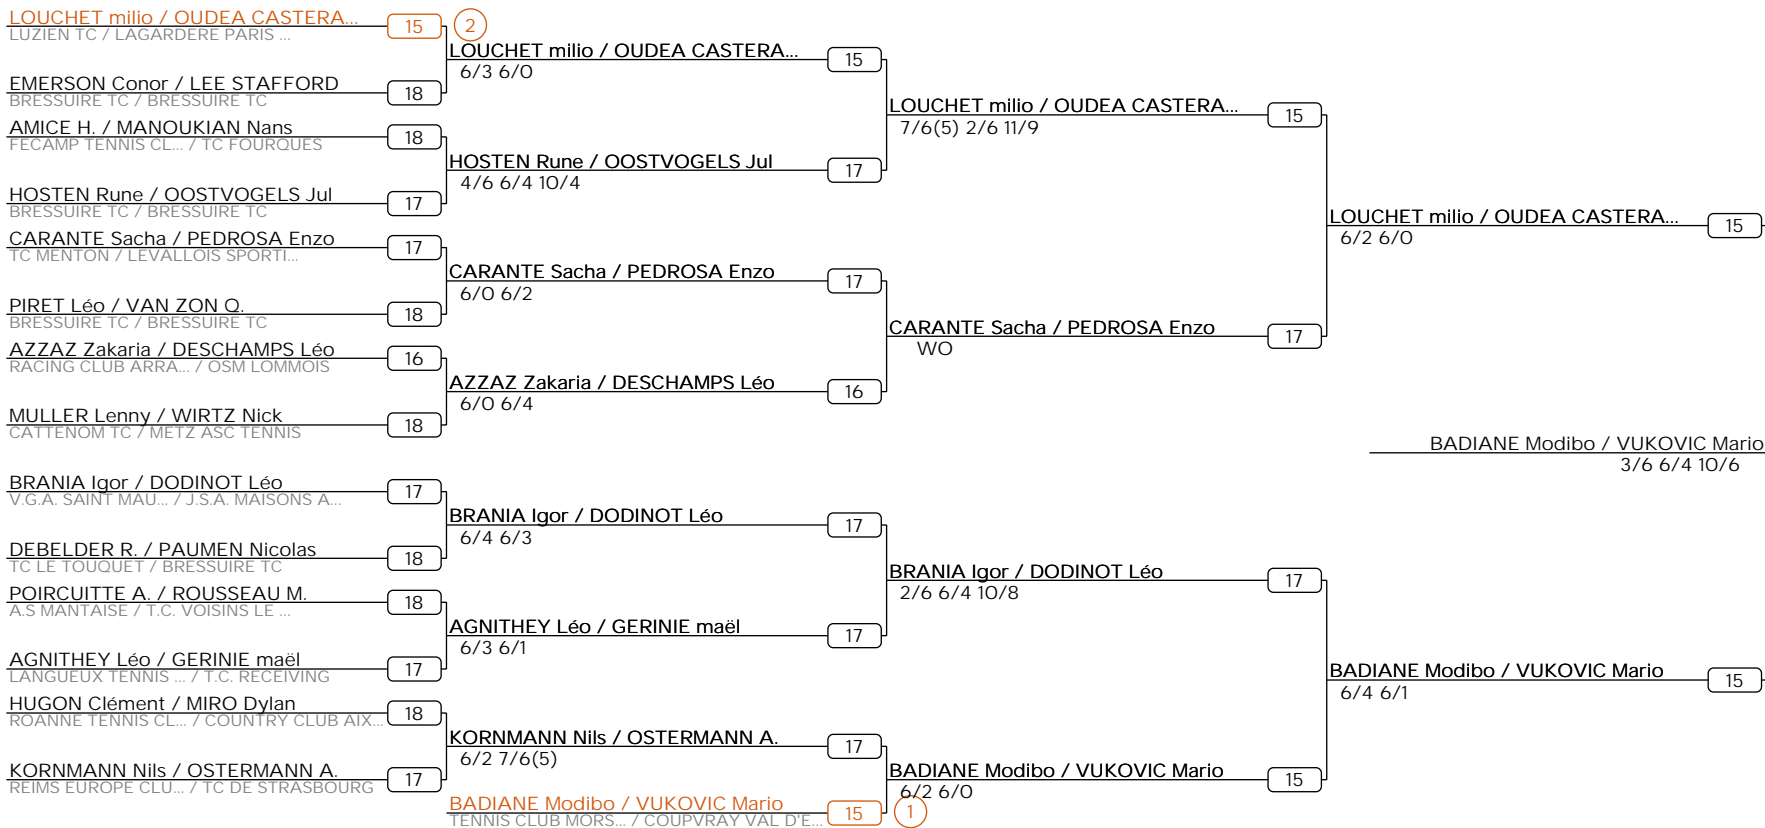 LOUCHET milio / OUDEA CASTERA...
LUZIEN TC / LAGARDERE PARIS ...
15
2
EMERSON Conor / LEE STAFFORD
BRESSUIRE TC / BRESSUIRE TC
18
AMICE H. / MANOUKIAN Nans
FECAMP TENNIS CL... / TC FOURQUES
18
HOSTEN Rune / OOSTVOGELS Jul
BRESSUIRE TC / BRESSUIRE TC
17
CARANTE Sacha / PEDROSA Enzo
TC MENTON / LEVALLOIS SPORTI...
17
PIRET Léo / VAN ZON Q.
BRESSUIRE TC / BRESSUIRE TC
18
AZZAZ Zakaria / DESCHAMPS Léo
RACING CLUB ARRA... / OSM LOMMOIS
16
MULLER Lenny / WIRTZ Nick
CATTENOM TC / METZ ASC TENNIS
18
BRANIA Igor / DODINOT Léo
V.G.A. SAINT MAU... / J.S.A. MAISONS A...
17
DEBELDER R. / PAUMEN Nicolas
TC LE TOUQUET / BRESSUIRE TC
18
POIRCUITTE A. / ROUSSEAU M.
A.S MANTAISE / T.C. VOISINS LE ...
18
AGNITHEY Léo / GERINIE maël
LANGUEUX TENNIS ... / T.C. RECEIVING
17
HUGON Clément / MIRO Dylan
ROANNE TENNIS CL... / COUNTRY CLUB AIX...
18
KORNMANN Nils / OSTERMANN A.
REIMS EUROPE CLU... / TC DE STRASBOURG
17
LOUCHET milio / OUDEA CASTERA...
6/3 6/0
15
HOSTEN Rune / OOSTVOGELS Jul
4/6 6/4 10/4
17
CARANTE Sacha / PEDROSA Enzo
6/0 6/2
17
AZZAZ Zakaria / DESCHAMPS Léo
6/0 6/4
16
BRANIA Igor / DODINOT Léo
6/4 6/3
17
AGNITHEY Léo / GERINIE maël
6/3 6/1
17
KORNMANN Nils / OSTERMANN A.
6/2 7/6(5)
17
BADIANE Modibo / VUKOVIC Mario
TENNIS CLUB MORS... / COUPVRAY VAL D'E...
15
1
LOUCHET milio / OUDEA CASTERA...
7/6(5) 2/6 11/9
15
CARANTE Sacha / PEDROSA Enzo
WO
17
BRANIA Igor / DODINOT Léo
2/6 6/4 10/8
17
BADIANE Modibo / VUKOVIC Mario
6/2 6/0
15
LOUCHET milio / OUDEA CASTERA...
6/2 6/0
15
BADIANE Modibo / VUKOVIC Mario
6/4 6/1
15
BADIANE Modibo / VUKOVIC Mario
3/6 6/4 10/6